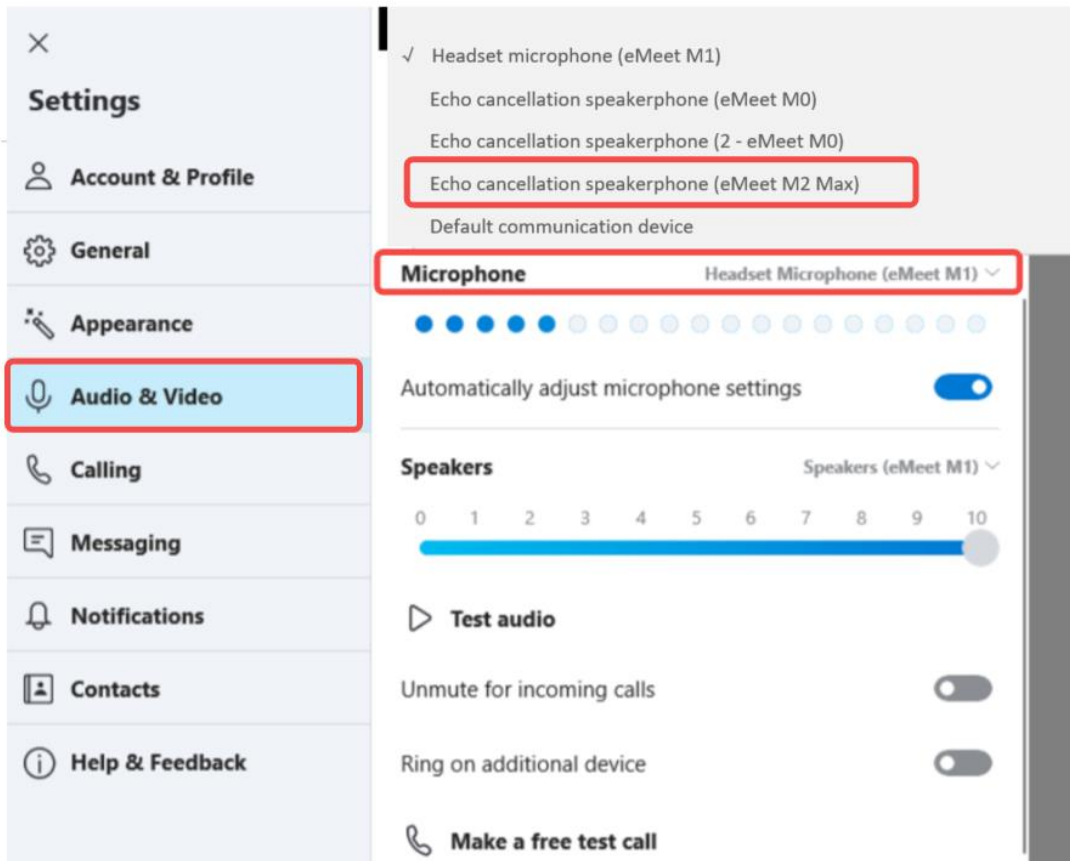 Settings
Account & Profile
General
Appearance
Audio & Video
Calling
Messaging
Notifications
Contacts
Help & Feedback
√ Headset microphone (eMeet M1)
Echo cancellation speakerphone (eMeet M0)
Echo cancellation speakerphone (2 - eMeet M0)
Echo cancellation speakerphone (eMeet M2 Max)
Default communication device
Microphone Headset Microphone (eMeet M1)
Automatically adjust microphone settings
Speakers Speakers (eMeet M1)
0 1 2 3 4 5 6 7 8 9 10
Test audio
Unmute for incoming calls
Ring on additional device
Make a free test call